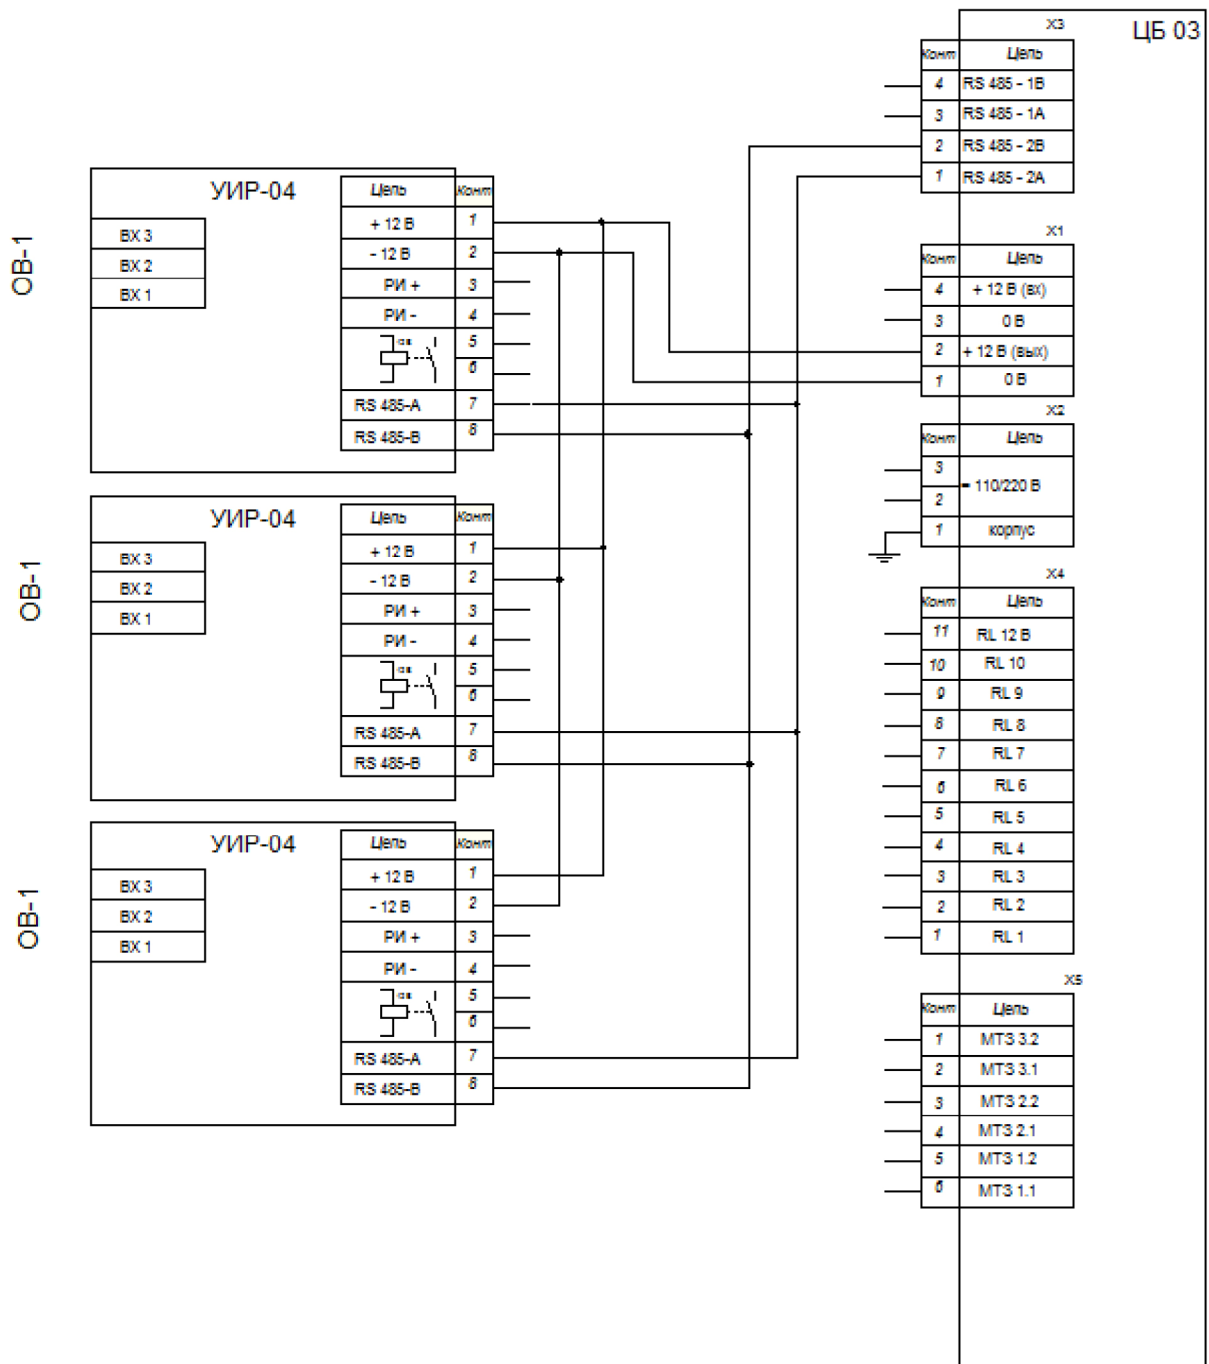 ОВ-1
УИР-04
ВХ 3
ВХ 2
ВХ 1
Цепь Конт
+ 12 В 1
- 12 В 2
РИ + 3
РИ - 4
5
6
RS 485-A 7
RS 485-B 8
ОВ-1
УИР-04
ВХ 3
ВХ 2
ВХ 1
Цепь Конт
+ 12 В 1
- 12 В 2
РИ + 3
РИ - 4
5
6
RS 485-A 7
RS 485-B 8
ОВ-1
УИР-04
ВХ 3
ВХ 2
ВХ 1
Цепь Конт
+ 12 В 1
- 12 В 2
РИ + 3
РИ - 4
5
6
RS 485-A 7
RS 485-B 8
ЦБ 03
X3
Конт Цепь
4 RS 485 - 1B
3 RS 485 - 1A
2 RS 485 - 2B
1 RS 485 - 2A
X1
Конт Цепь
4 + 12 В (вх)
3 0 В
2 + 12 В (вых)
1 0 В
X2
Конт Цепь
3
= 110/220 В
2
1 корпус
X4
Конт Цепь
11 RL 12 В
10 RL 10
9 RL 9
8 RL 8
7 RL 7
6 RL 6
5 RL 5
4 RL 4
3 RL 3
2 RL 2
1 RL 1
X5
Конт Цепь
1 МТЗ 3.2
2 МТЗ 3.1
3 МТЗ 2.2
4 МТЗ 2.1
5 МТЗ 1.2
6 МТЗ 1.1